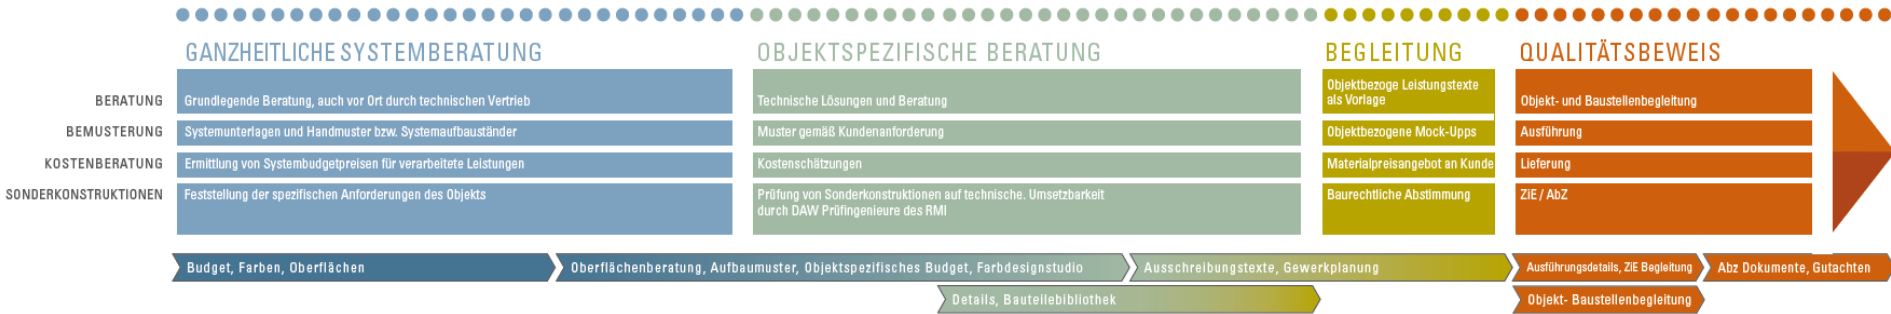 GANZHEITLICHE SYSTEMBERATUNG
OBJEKTSPEZIFISCHE BERATUNG
BEGLEITUNG
QUALITÄTSBEWEIS
BERATUNG
Grundlegende Beratung, auch vor Ort durch technischen Vertrieb
Technische Lösungen und Beratung
Objektbezoge Leistungstexte
als Vorlage
Objekt- und Baustellenbegleitung
BEMUSTERUNG
Systemunterlagen und Handmuster bzw. Systemaufbauständer
Muster gemäß Kundenanforderung
Objektbezogene Mock-Upps
Ausführung
KOSTENBERATUNG
Ermittlung von Systembudgetpreisen für verarbeitete Leistungen
Kostenschätzungen
Materialpreisangebot an Kunde
Lieferung
SONDERKONSTRUKTIONEN
Feststellung der spezifischen Anforderungen des Objekts
Prüfung von Sonderkonstruktionen auf technische. Umsetzbarkeit
durch DAW Prüfingenieure des RMI
Baurechtliche Abstimmung
ZiE / AbZ
Budget, Farben, Oberflächen
Oberflächenberatung, Aufbaumuster, Objektspezifisches Budget, Farbdesignstudio
Ausschreibungstexte, Gewerkplanung
Ausführungsdetails, ZiE Begleitung
Abz Dokumente, Gutachten
Details, Bauteilebibliothek
Objekt- Baustellenbegleitung